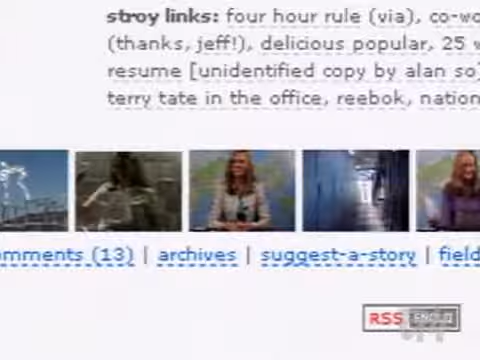 stroy links: four hour rule (via), co-wo
(thanks, jeff!), delicious popular, 25 w
resume [unidentified copy by alan so]
terry tate in the office, reebok, nation
omments (13) | archives | suggest-a-story | field
RSS